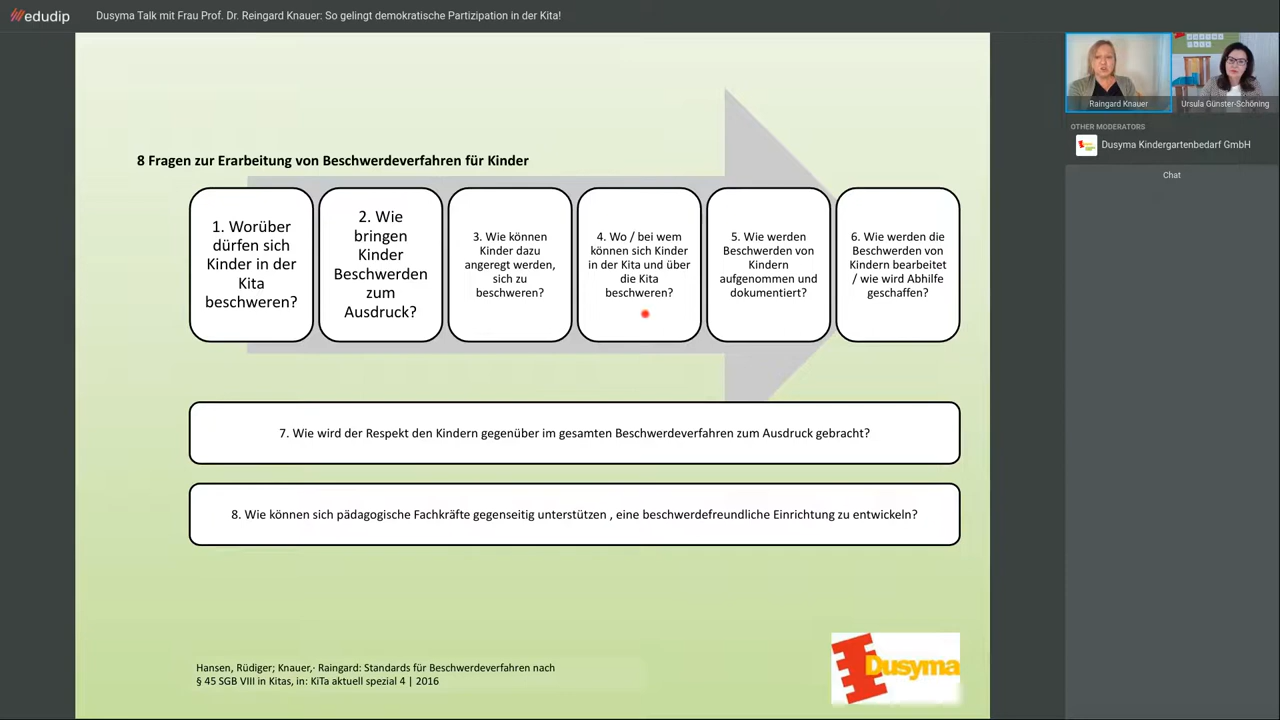 edudip
Dusyma Talk mit Frau Prof. Dr. Reingard Knauer: So gelingt demokratische Partizipation in der Kita!
Raingard Knauer
Ursula Günster-Schöning
OTHER MODERATORS
Dusyma Kindergartenbedarf GmbH
Chat
8 Fragen zur Erarbeitung von Beschwerdeverfahren für Kinder
1. Worüber
dürfen sich
Kinder in der
Kita
beschweren?
2. Wie
bringen
Kinder
Beschwerden
zum
Ausdruck?
3. Wie können
Kinder dazu
angeregt werden,
sich zu
beschweren?
4. Wo / bei wem
können sich Kinder
in der Kita und über
die Kita
beschweren?
5. Wie werden
Beschwerden von
Kindern
aufgenommen und
dokumentiert?
6. Wie werden die
Beschwerden von
Kindern bearbeitet
/ wie wird Abhilfe
geschaffen?
7. Wie wird der Respekt den Kindern gegenüber im gesamten Beschwerdeverfahren zum Ausdruck gebracht?
8. Wie können sich pädagogische Fachkräfte gegenseitig unterstützen , eine beschwerdefreundliche Einrichtung zu entwickeln?
Hansen, Rüdiger; Knauer,· Raingard: Standards für Beschwerdeverfahren nach
§ 45 SGB VIII in Kitas, in: KiTa aktuell spezial 4 | 2016
Dusyma